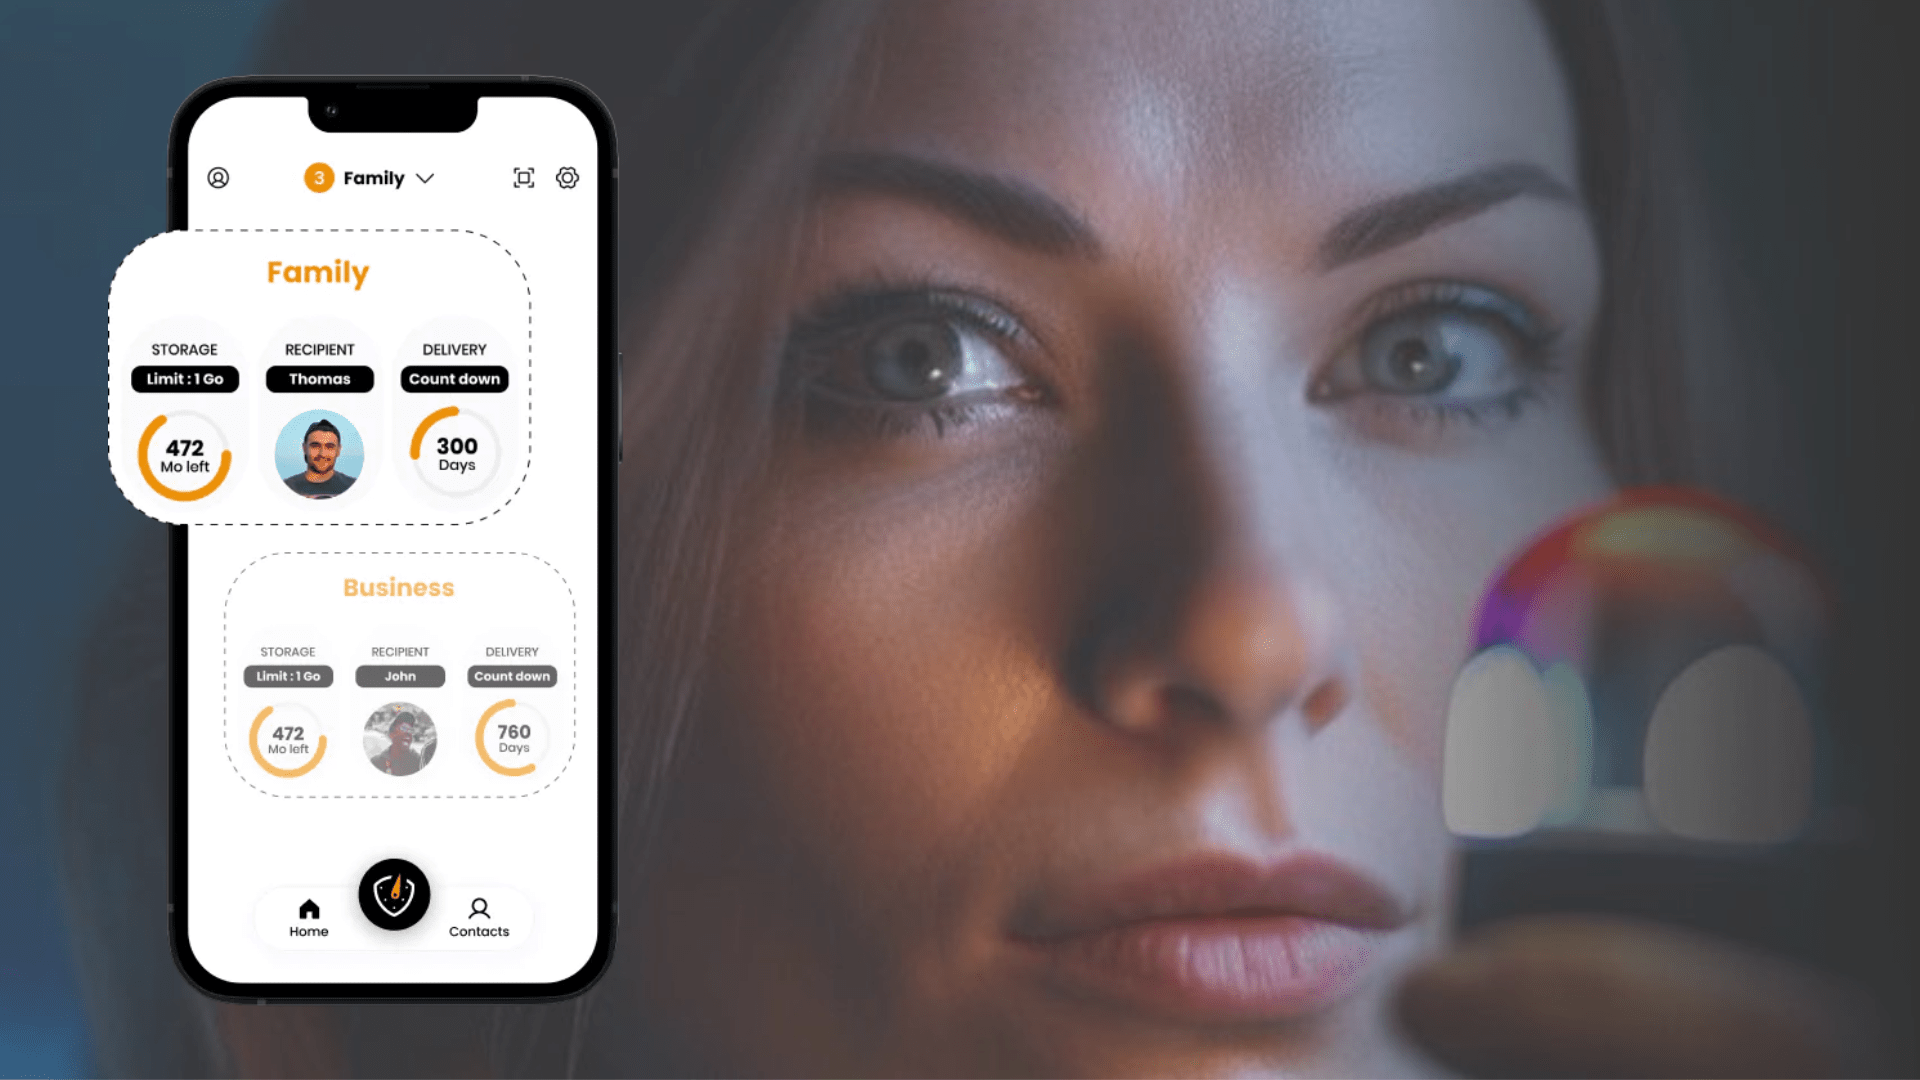 3 Family
Family
STORAGE RECIPIENT DELIVERY
Limit : 1 Go Thomas Count down
472 300
Mo left Days
Business
STORAGE RECIPIENT DELIVERY
Limit : 1 Go John Count down
472 760
Mo left Days
Home Contacts